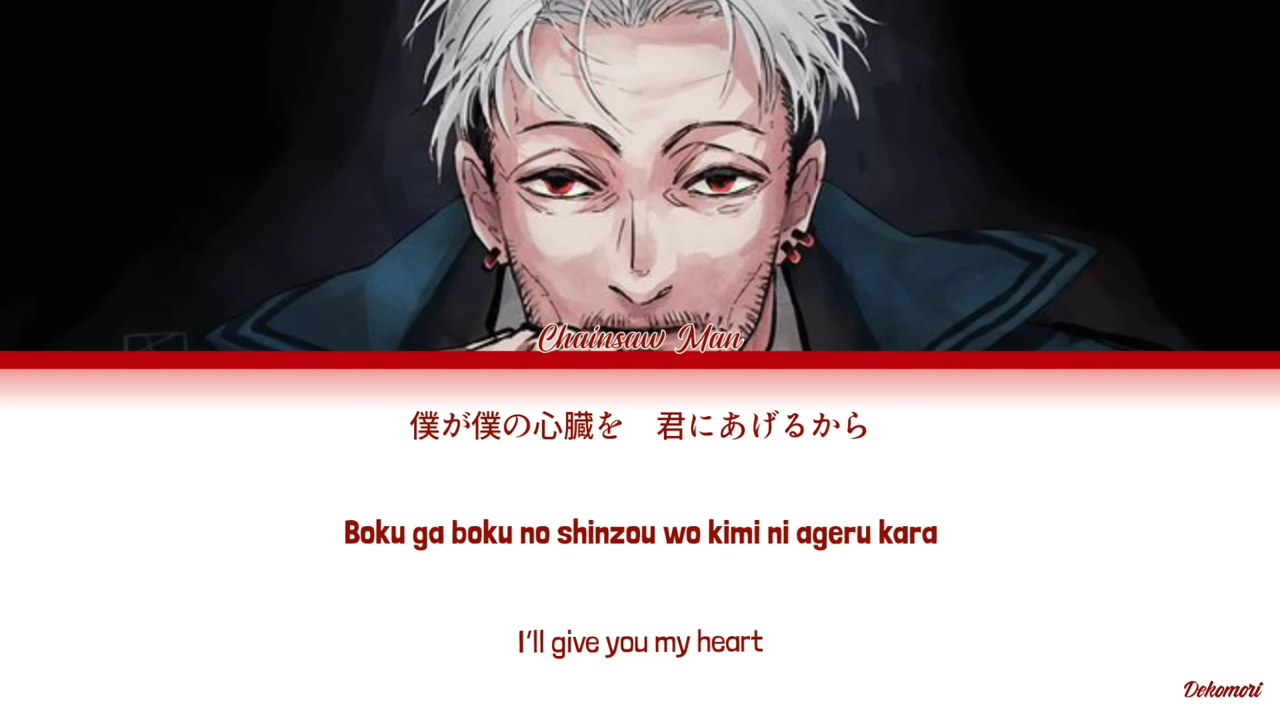 Chainsaw Man
僕が僕の心臓を　君にあげるから
Boku ga boku no shinzou wo kimi ni ageru kara
I'll give you my heart
Dekomori